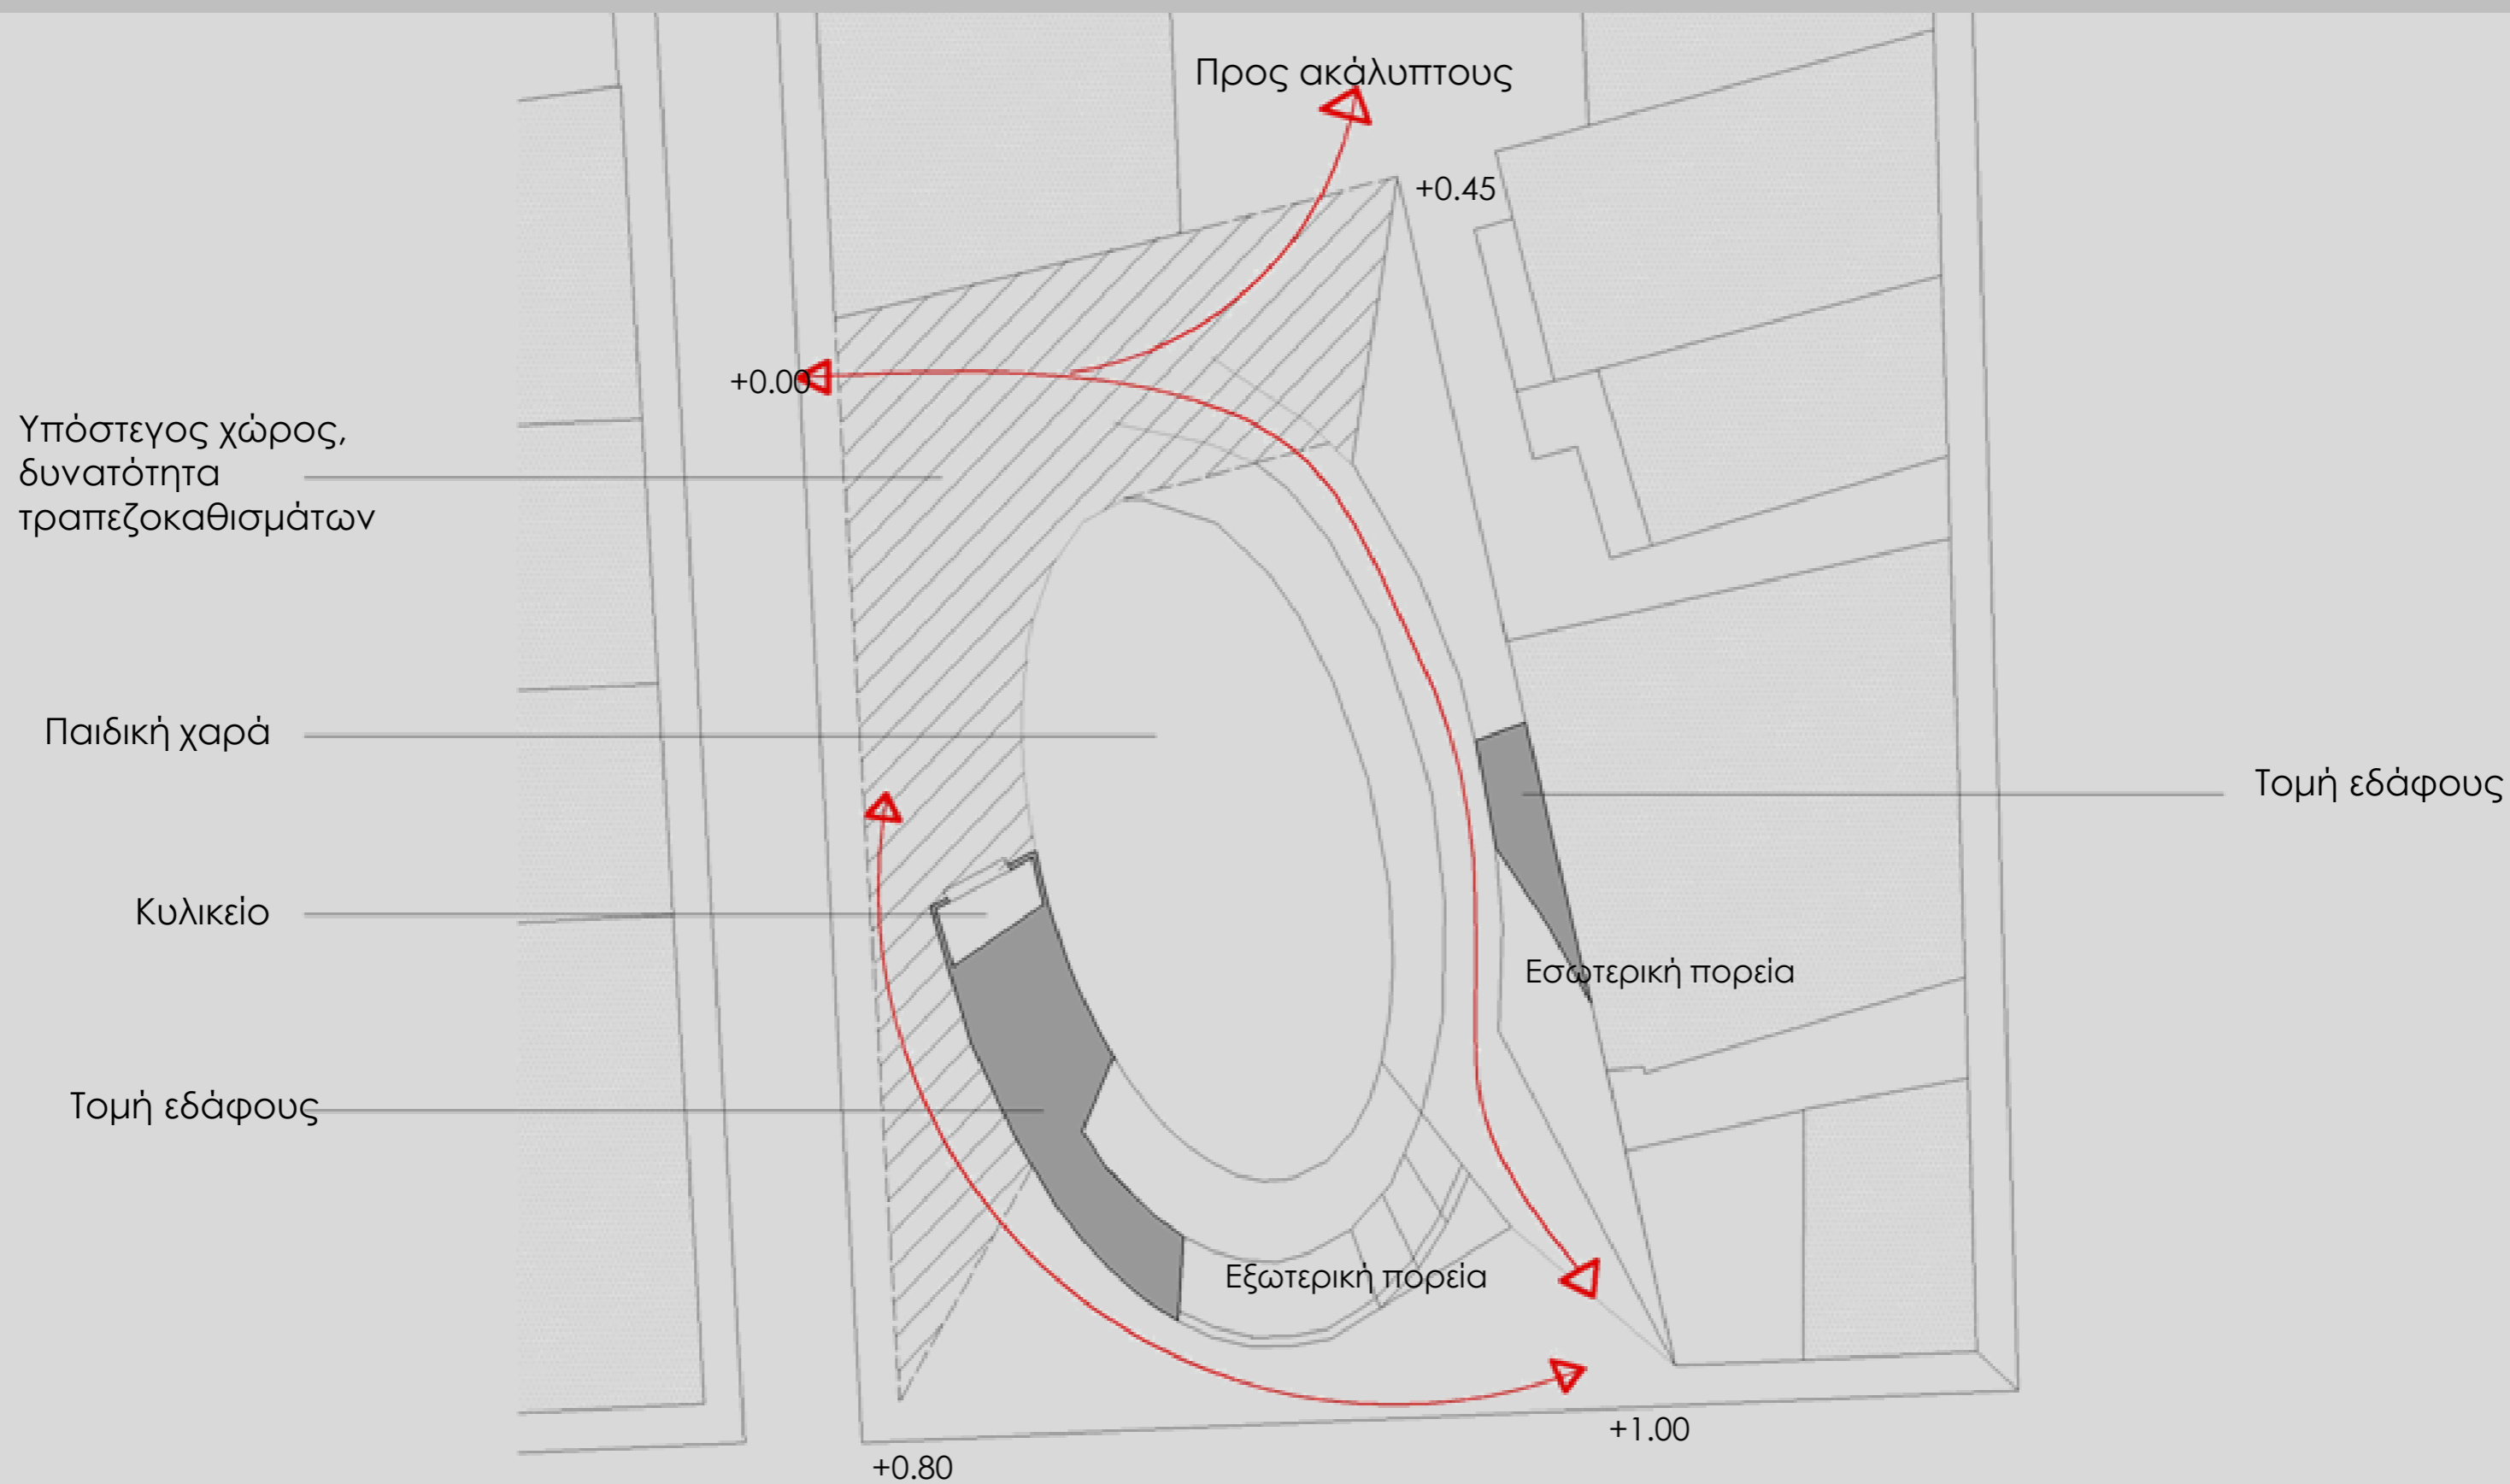 Προς ακάλυπτους
+0.45
+0.00
Υπόστεγος χώρος,
δυνατότητα
τραπεζοκαθισμάτων
Παιδική χαρά
Τομή εδάφους
Κυλικείο
Εσωτερική πορεία
Τομή εδάφους
Εξωτερική πορεία
+1.00
+0.80